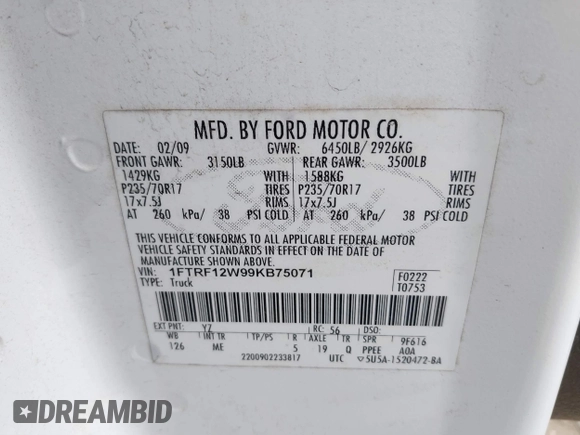 MFD. BY FORD MOTOR CO.
DATE: 02/09 GVWR: 6450LB/ 2926KG
FRONT GAWR: 3150LB REAR GAWR: 3500LB
1429KG WITH 1588KG WITH
P235/70R17 TIRES P235/70R17 TIRES
17x7.5J RIMS 17x7.5J RIMS
AT 260 kPa/ 38 PSI COLD AT 260 kPa/ 38 PSI COLD
THIS VEHICLE CONFORMS TO ALL APPLICABLE FEDERAL MOTOR
VEHICLE SAFETY STANDARDS IN EFFECT ON THE DATE OF
MANUFACTURE SHOWN ABOVE.
VIN: 1FTRF12W99KB75071
TYPE: Truck
F0222
T0753
EXT PNT: YZ RC: 56 DSO:
WB INT TR TP/PS R AXLE TR SPR 9F616
126 ME 5 19 Q PPEE A0A
2200902233817 UTC 5U5A-1520472-BA
Ford
DREAMBID